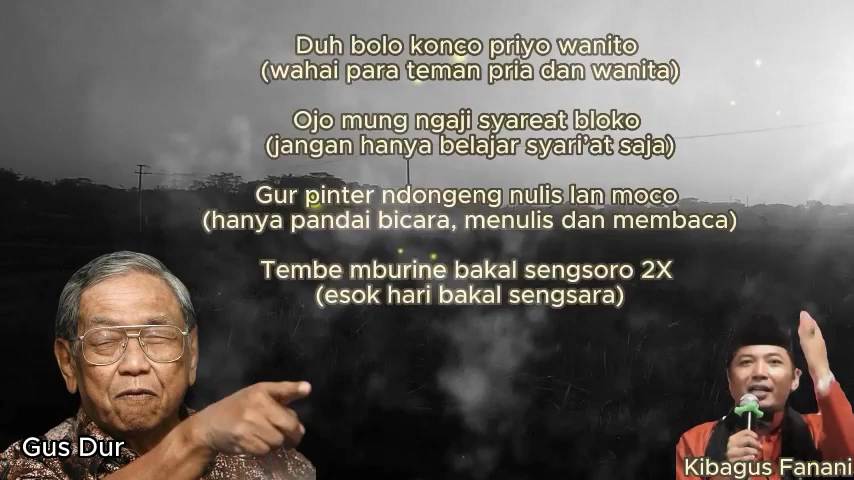 Duh bolo konco priyo wanito
(wahai para teman pria dan wanita)
Ojo mung ngaji syareat bloko
(jangan hanya belajar syari'at saja)
Gur pinter ndongeng nulis lan moco
(hanya pandai bicara, menulis dan membaca)
Tembe mburine bakal sengsoro 2X
(esok hari bakal sengsara)
Gus Dur
Kibagus Fanani